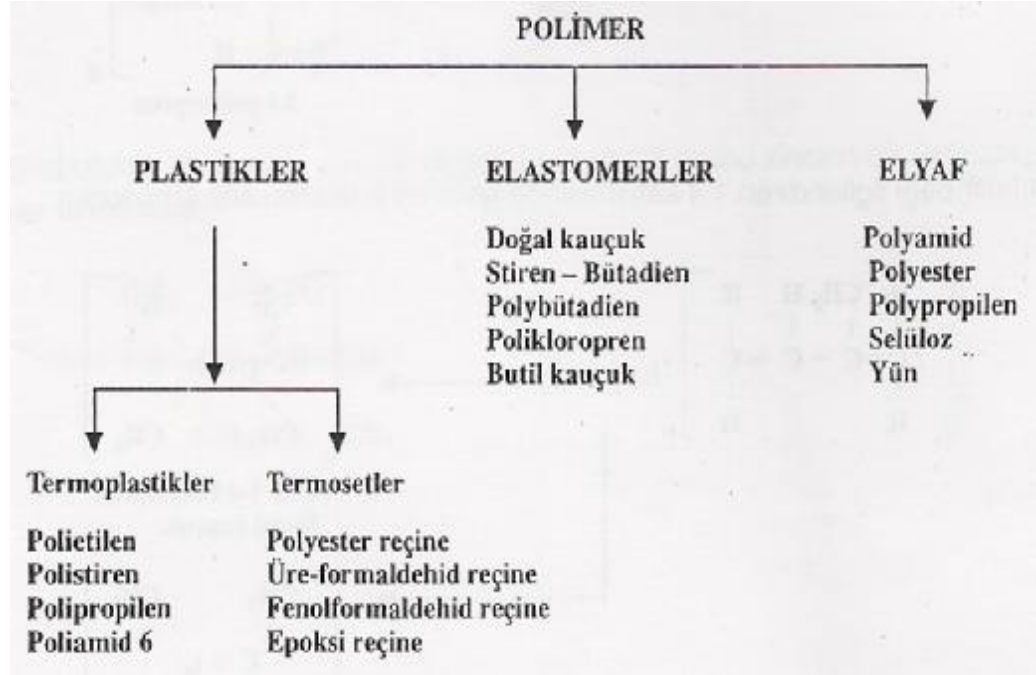 POLİMER
PLASTİKLER
ELASTOMERLER
ELYAF
Doğal kauçuk
Stiren – Bütadien
Polybütadien
Polikloropren
Butil kauçuk
Polyamid
Polyester
Polypropilen
Selüloz
Yün
Termoplastikler
Polietilen
Polistiren
Polipropilen
Poliamid 6
Termosetler
Polyester reçine
Üre-formaldehid reçine
Fenolformaldehid reçine
Epoksi reçine